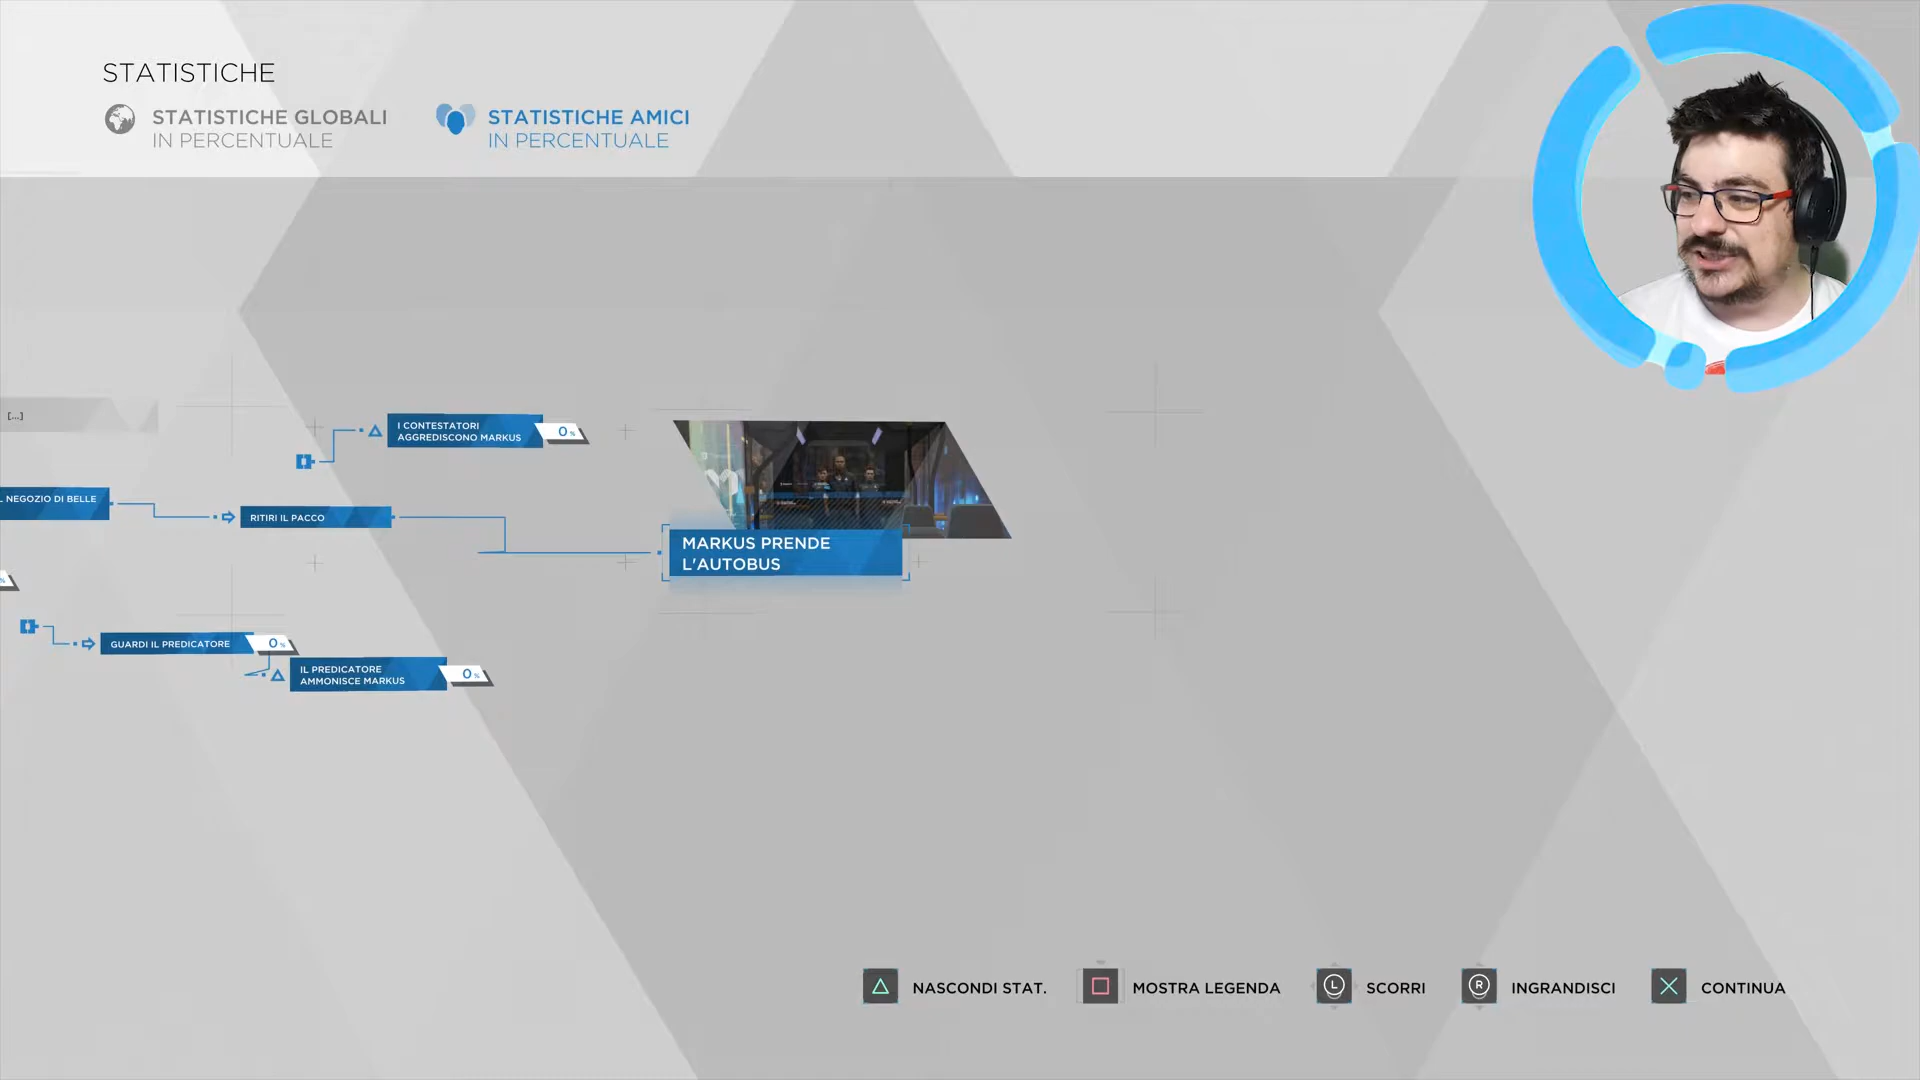 STATISTICHE
STATISTICHE GLOBALI
IN PERCENTUALE
STATISTICHE AMICI
IN PERCENTUALE
[...]
I CONTESTATORI
AGGREDISCONO MARKUS
0%
L NEGOZIO DI BELLE
RITIRI IL PACCO
MARKUS PRENDE
L'AUTOBUS
%
GUARDI IL PREDICATORE
0%
IL PREDICATORE
AMMONISCE MARKUS
0%
NASCONDI STAT.
MOSTRA LEGENDA
L
SCORRI
R
INGRANDISCI
CONTINUA